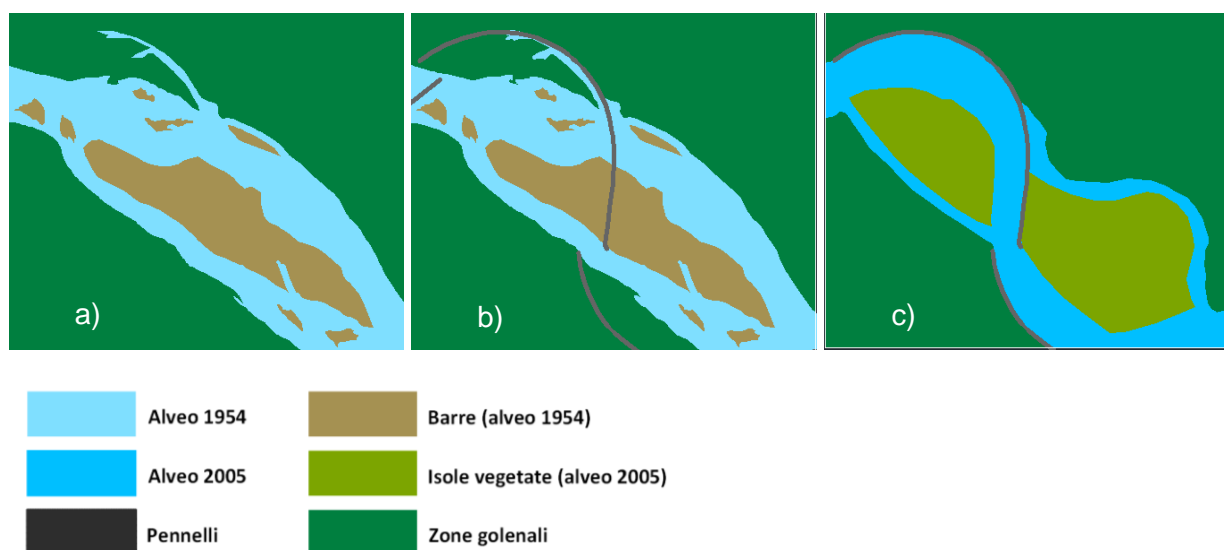 a)
b)
c)
Alveo 1954
Barre (alveo 1954)
Alveo 2005
Isole vegetate (alveo 2005)
Pennelli
Zone golenali